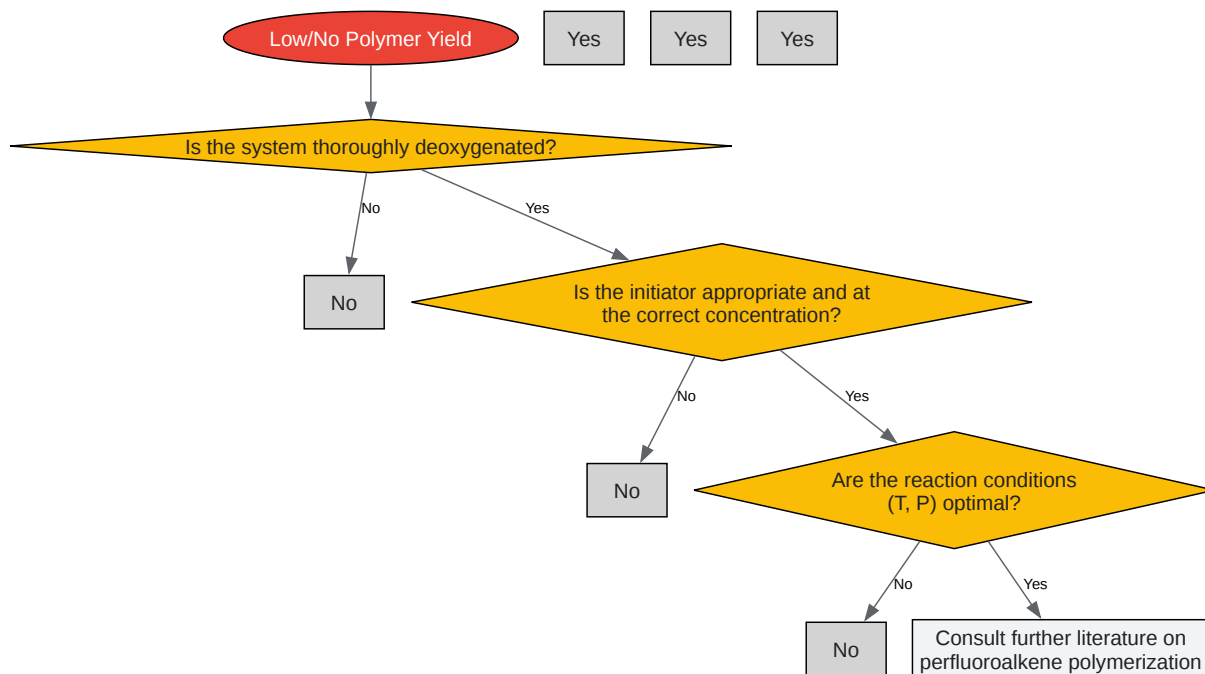 Low/No Polymer Yield
Yes
Yes
Yes
Is the system thoroughly deoxygenated?
No
Yes
No
Is the initiator appropriate and at
the correct concentration?
No
Yes
No
Are the reaction conditions
(T, P) optimal?
No
Yes
No
Consult further literature on
perfluoroalkene polymerization